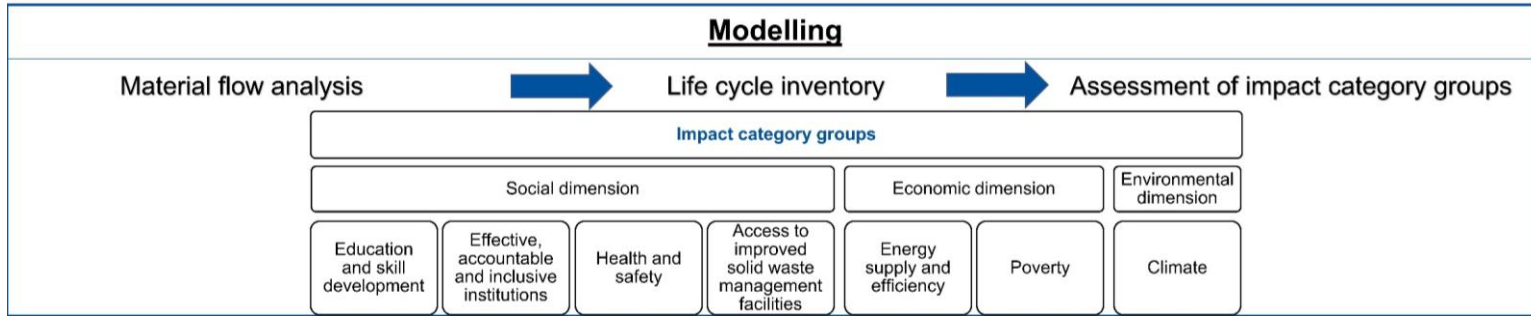 Modelling
Material flow analysis
Life cycle inventory
Assessment of impact category groups
Impact category groups
Social dimension
Economic dimension
Environmental
dimension
Education
and skill
development
Effective,
accountable
and inclusive
institutions
Health and
safety
Access to
improved
solid waste
management
facilities
Energy
supply and
efficiency
Poverty
Climate